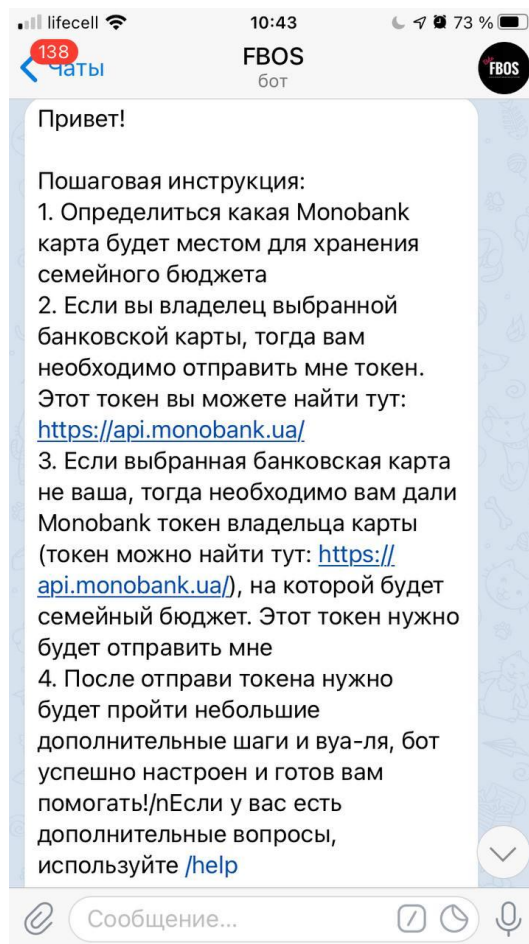 lifecell 10:43 73 %
138
Чаты
FBOS
бот
FBOS
Привет!
Пошаговая инструкция:
1. Определиться какая Monobank
карта будет местом для хранения
семейного бюджета
2. Если вы владелец выбранной
банковской карты, тогда вам
необходимо отправить мне токен.
Этот токен вы можете найти тут:
https://api.monobank.ua/
3. Если выбранная банковская карта
не ваша, тогда необходимо вам дали
Monobank токен владельца карты
(токен можно найти тут: https://
api.monobank.ua/), на которой будет
семейный бюджет. Этот токен нужно
будет отправить мне
4. После отправи токена нужно
будет пройти небольшие
дополнительные шаги и вуа-ля, бот
успешно настроен и готов вам
помогать!/nЕсли у вас есть
дополнительные вопросы,
используйте /help
Сообщение...